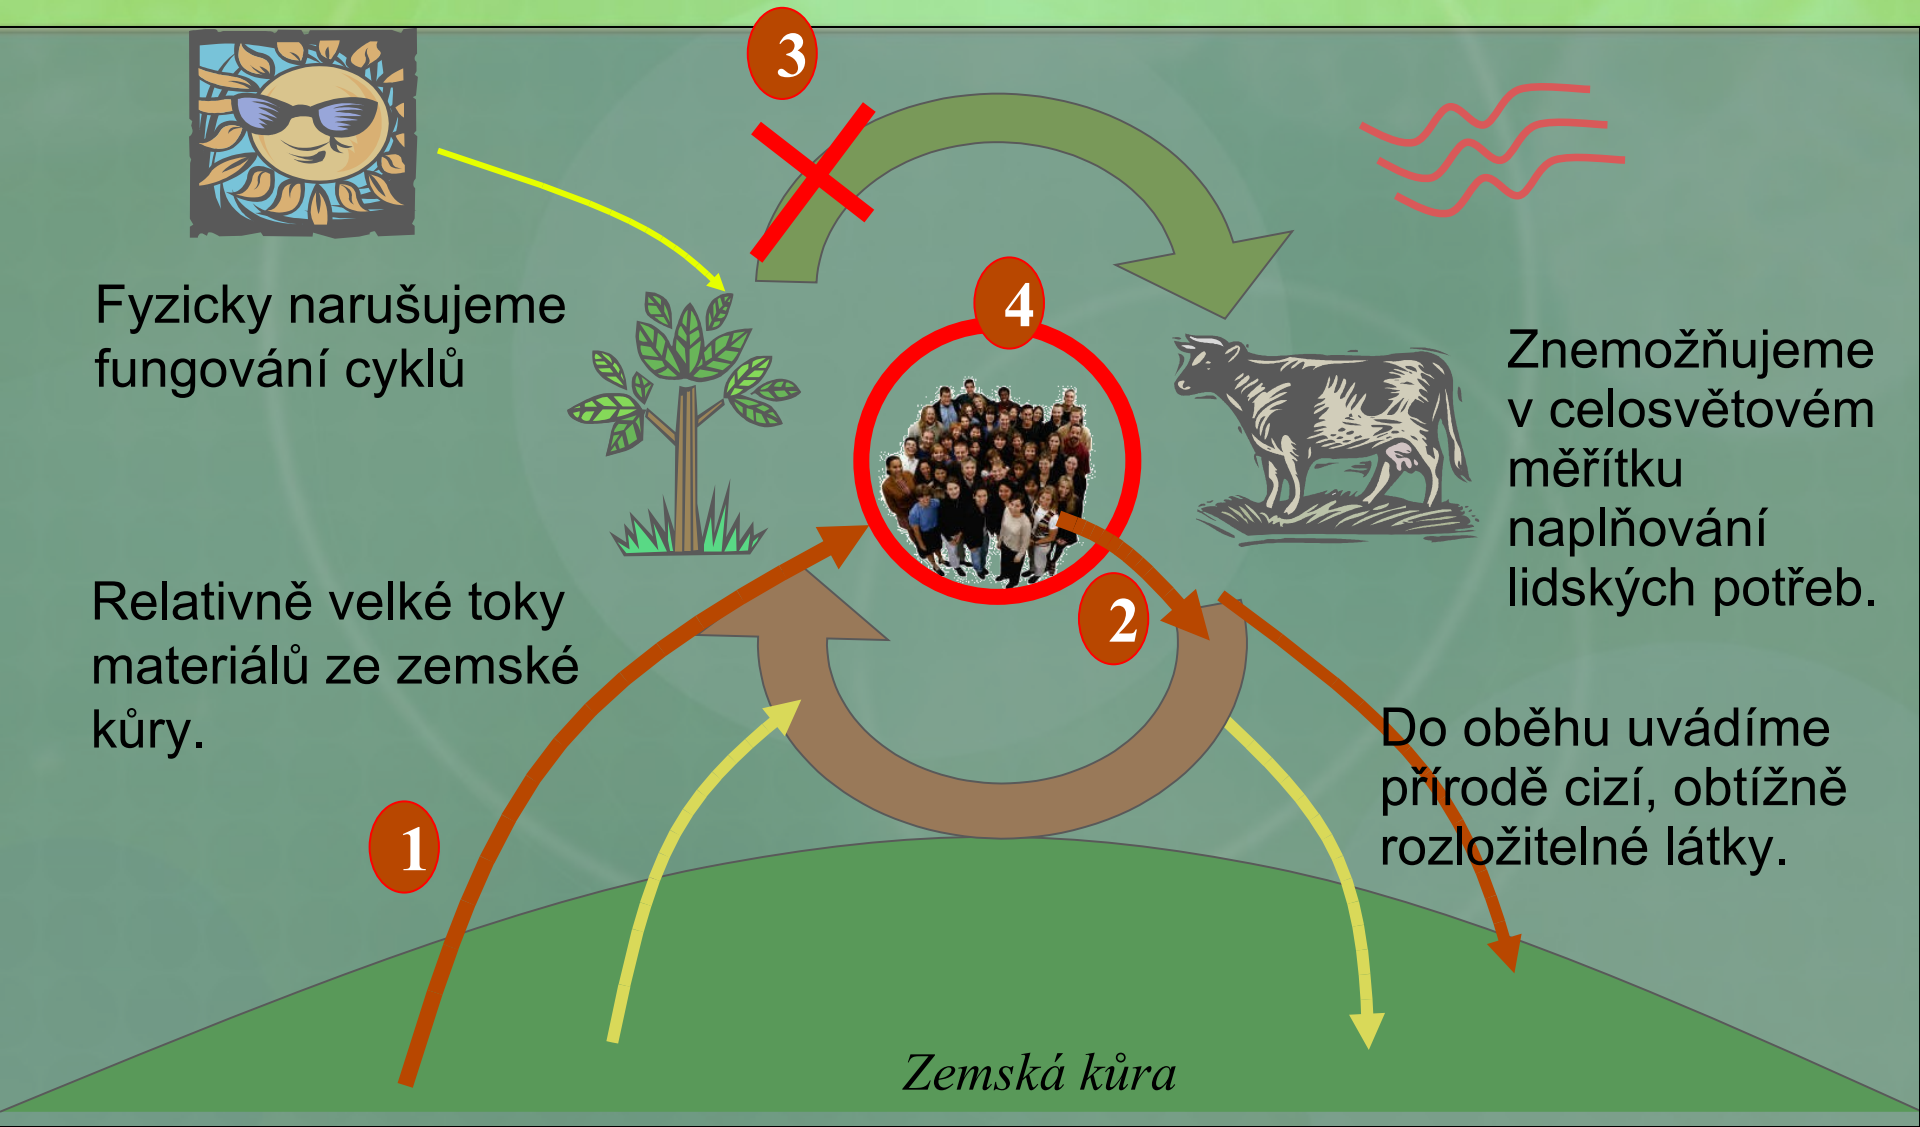 3
4
Fyzicky narušujeme
fungování cyklů
Znemožňujeme
v celosvětovém
měřítku
naplňování
lidských potřeb.
Relativně velké toky
materiálů ze zemské
kůry.
2
Do oběhu uvádíme
přírodě cizí, obtížně
rozložitelné látky.
1
Zemská kůra